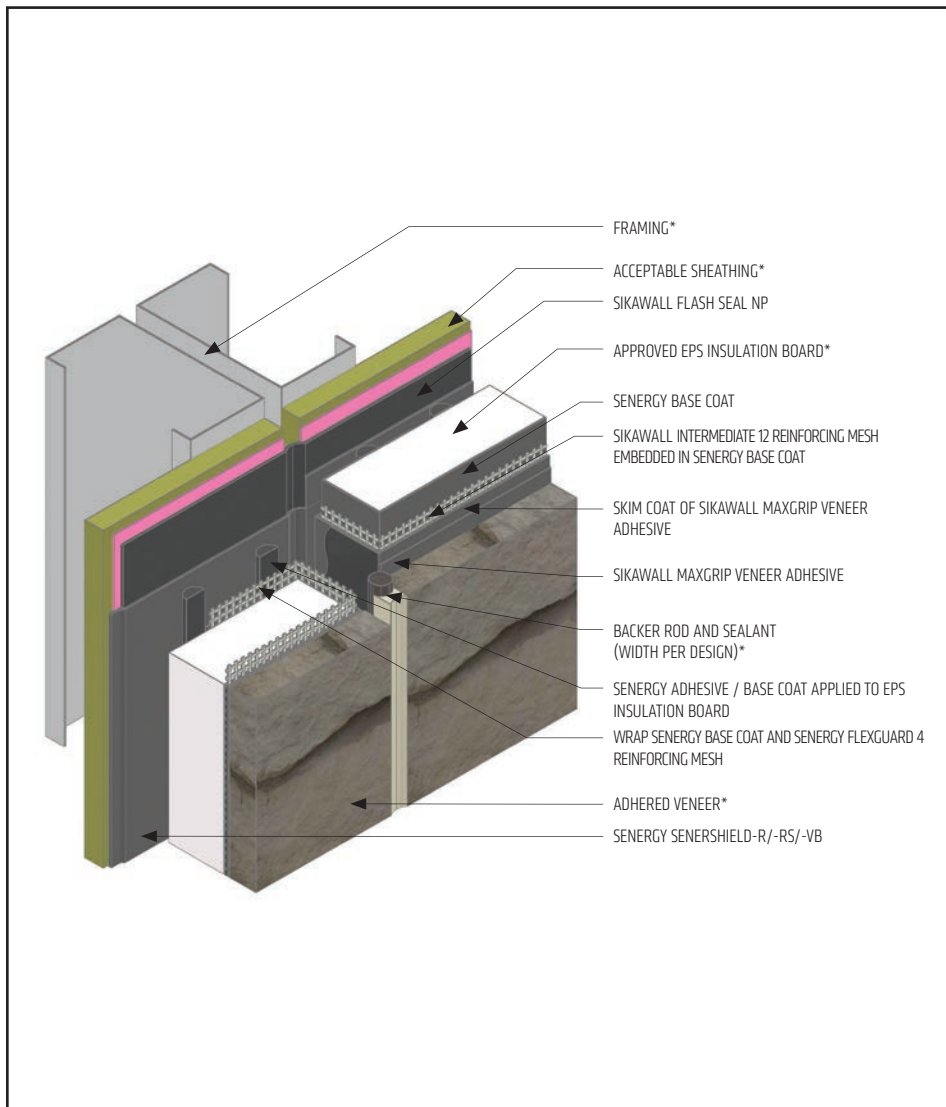 FRAMING*
ACCEPTABLE SHEATHING*
SIKAWALL FLASH SEAL NP
APPROVED EPS INSULATION BOARD*
SENERGY BASE COAT
SIKAWALL INTERMEDIATE 12 REINFORCING MESH
EMBEDDED IN SENERGY BASE COAT
SKIM COAT OF SIKAWALL MAXGRIP VENEER
ADHESIVE
SIKAWALL MAXGRIP VENEER ADHESIVE
BACKER ROD AND SEALANT
(WIDTH PER DESIGN)*
SENERGY ADHESIVE / BASE COAT APPLIED TO EPS
INSULATION BOARD
WRAP SENERGY BASE COAT AND SENERGY FLEXGUARD 4
REINFORCING MESH
ADHERED VENEER*
SENERGY SENERSHIELD-R/-RS/-VB